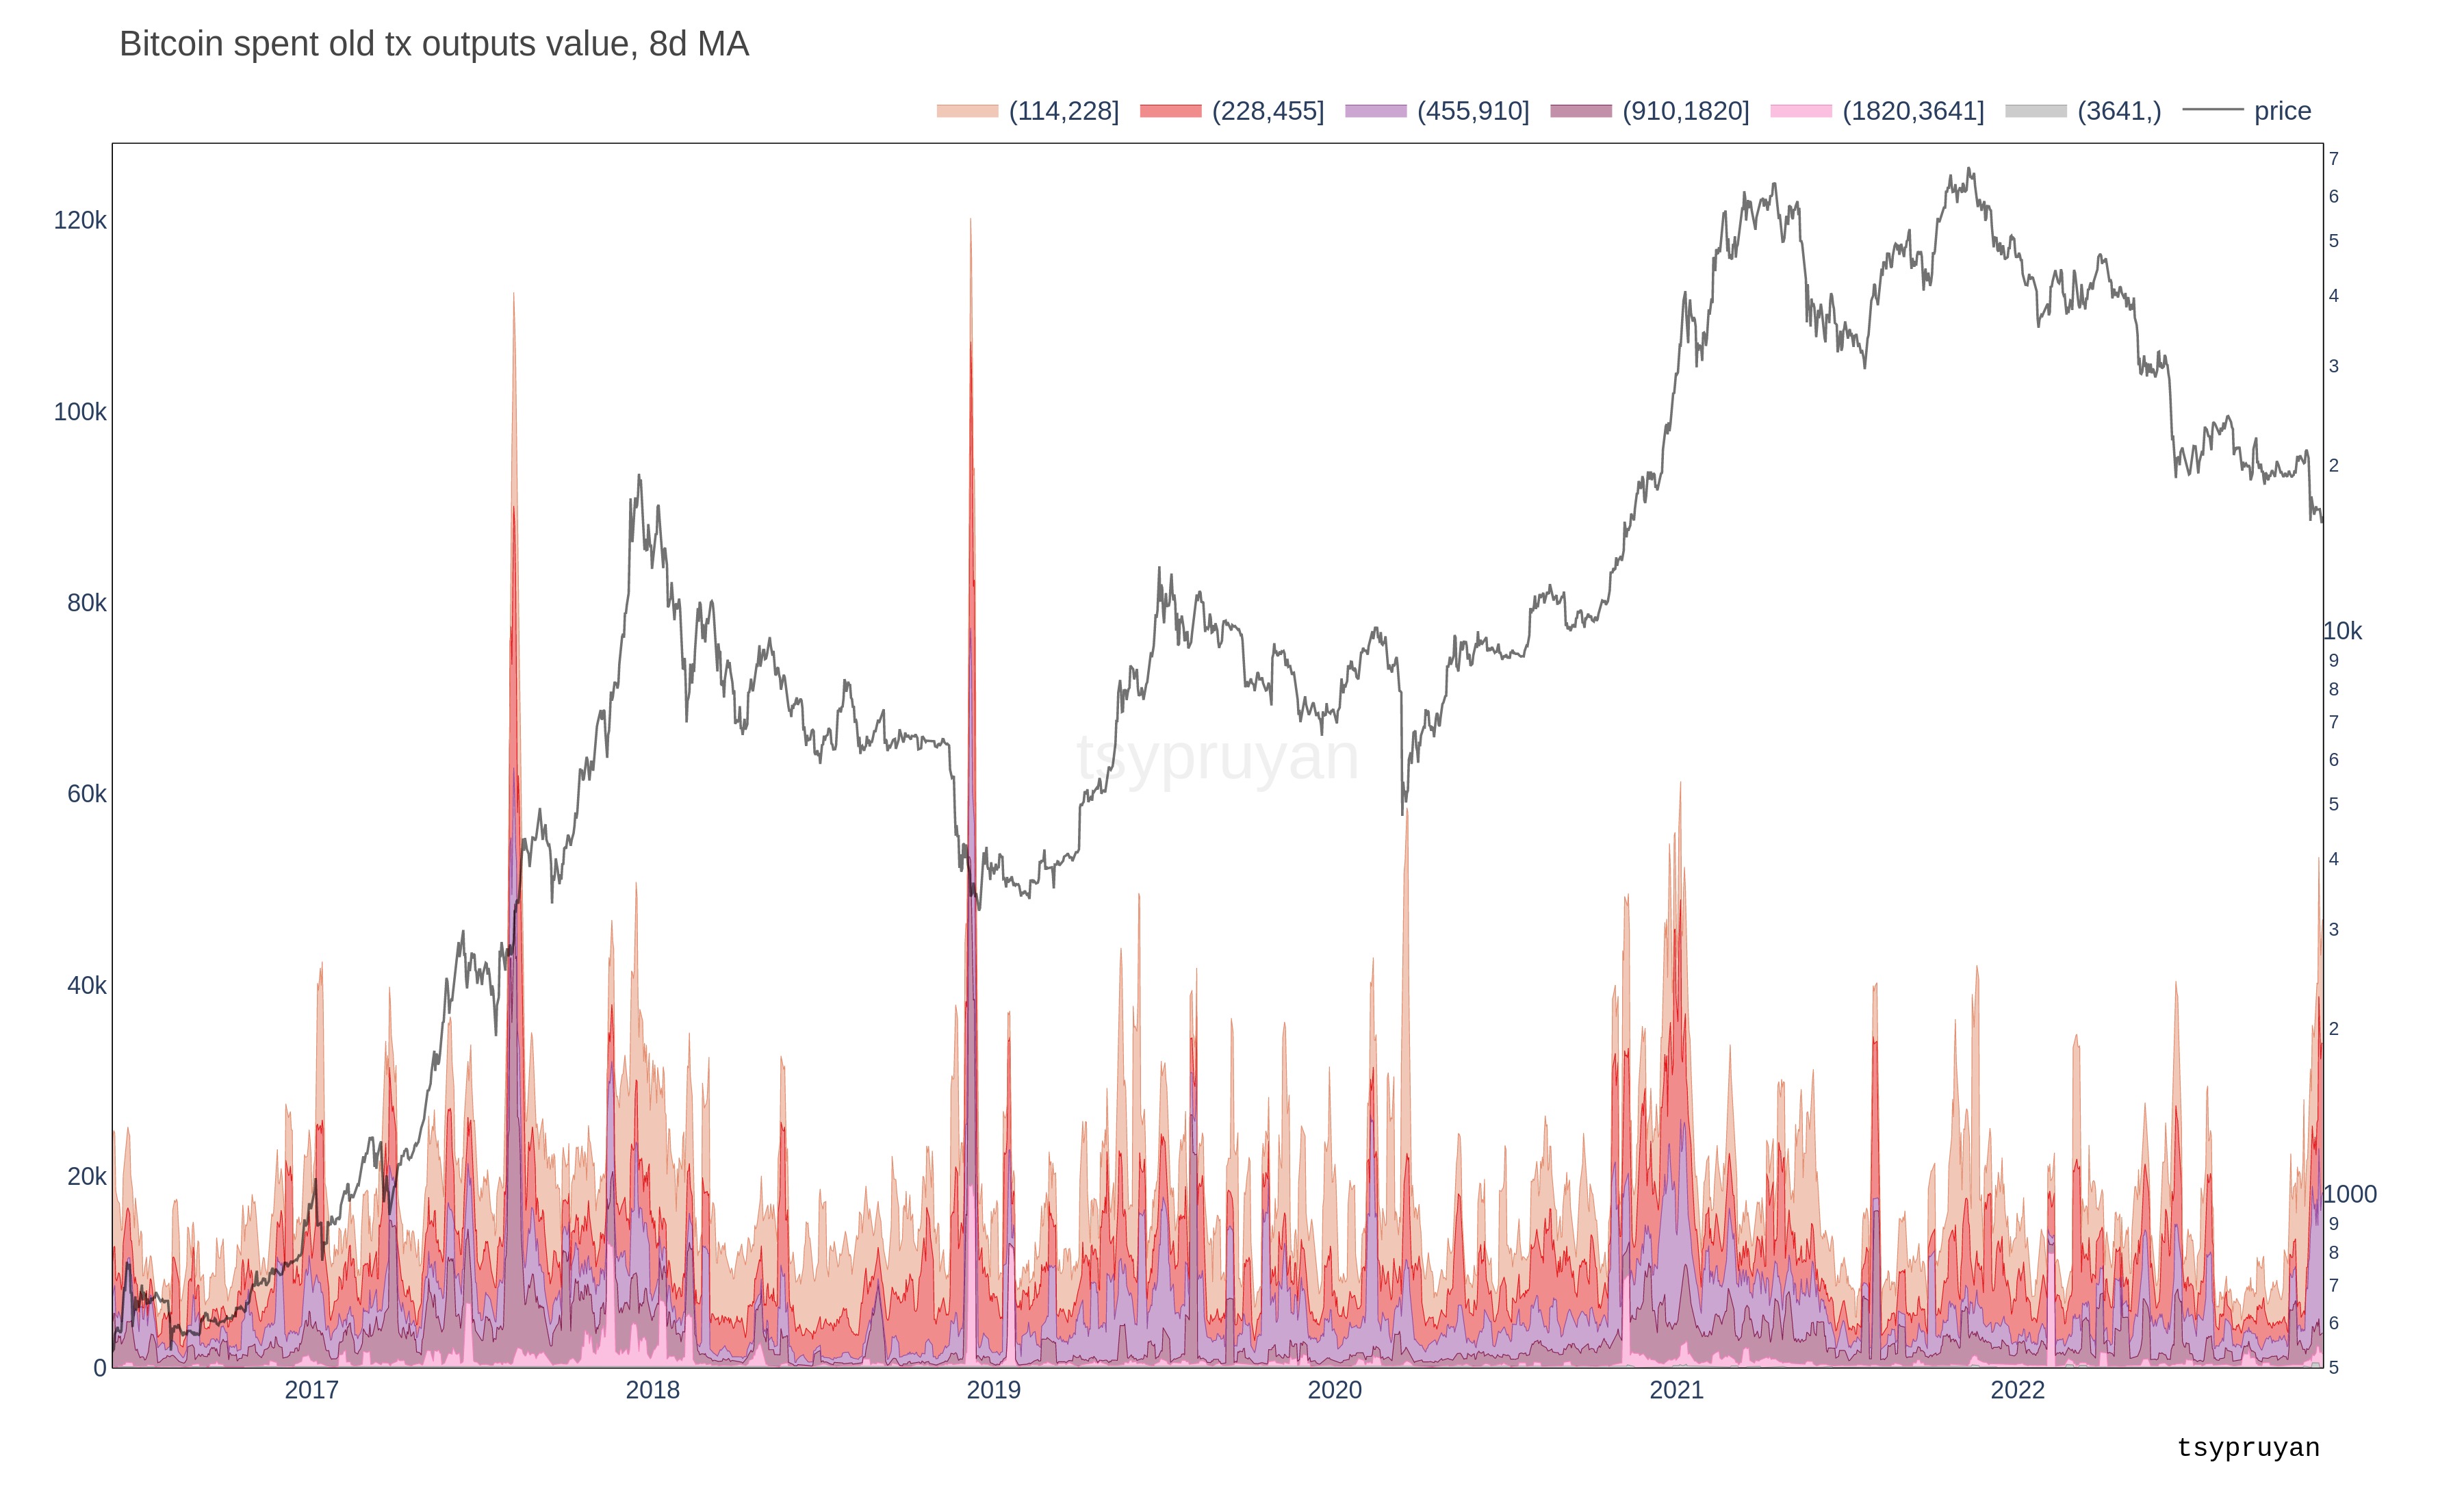 Bitcoin spent old tx outputs value, 8d MA
(114,228] (228,455] (455,910] (910,1820] (1820,3641] (3641,) price
7
6
120k
5
4
3
100k
2
80k
10k
9
8
7
tsypruyan
6
60k
5
4
3
40k
2
20k
1000
9
8
7
6
0
5
2017 2018 2019 2020 2021 2022
tsypruyan